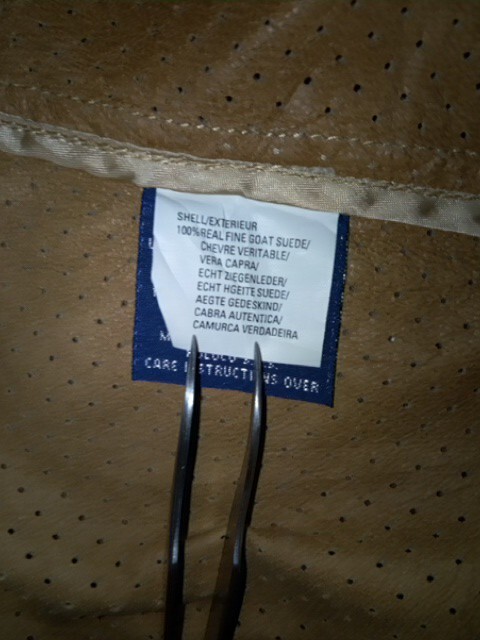 SHELL/EXTERIEUR
100%REAL FINE GOAT SUEDE/
CHEVRE VERITABLE/
VERA CAPRA/
ECHT ZIEGENLEDER/
ECHT HGEITE SUEDE/
AEGTE GEDESKIND/
CABRA AUTENTICA/
CAMURCA VERDADEIRA
CARE INSTRUCTIONS OVER